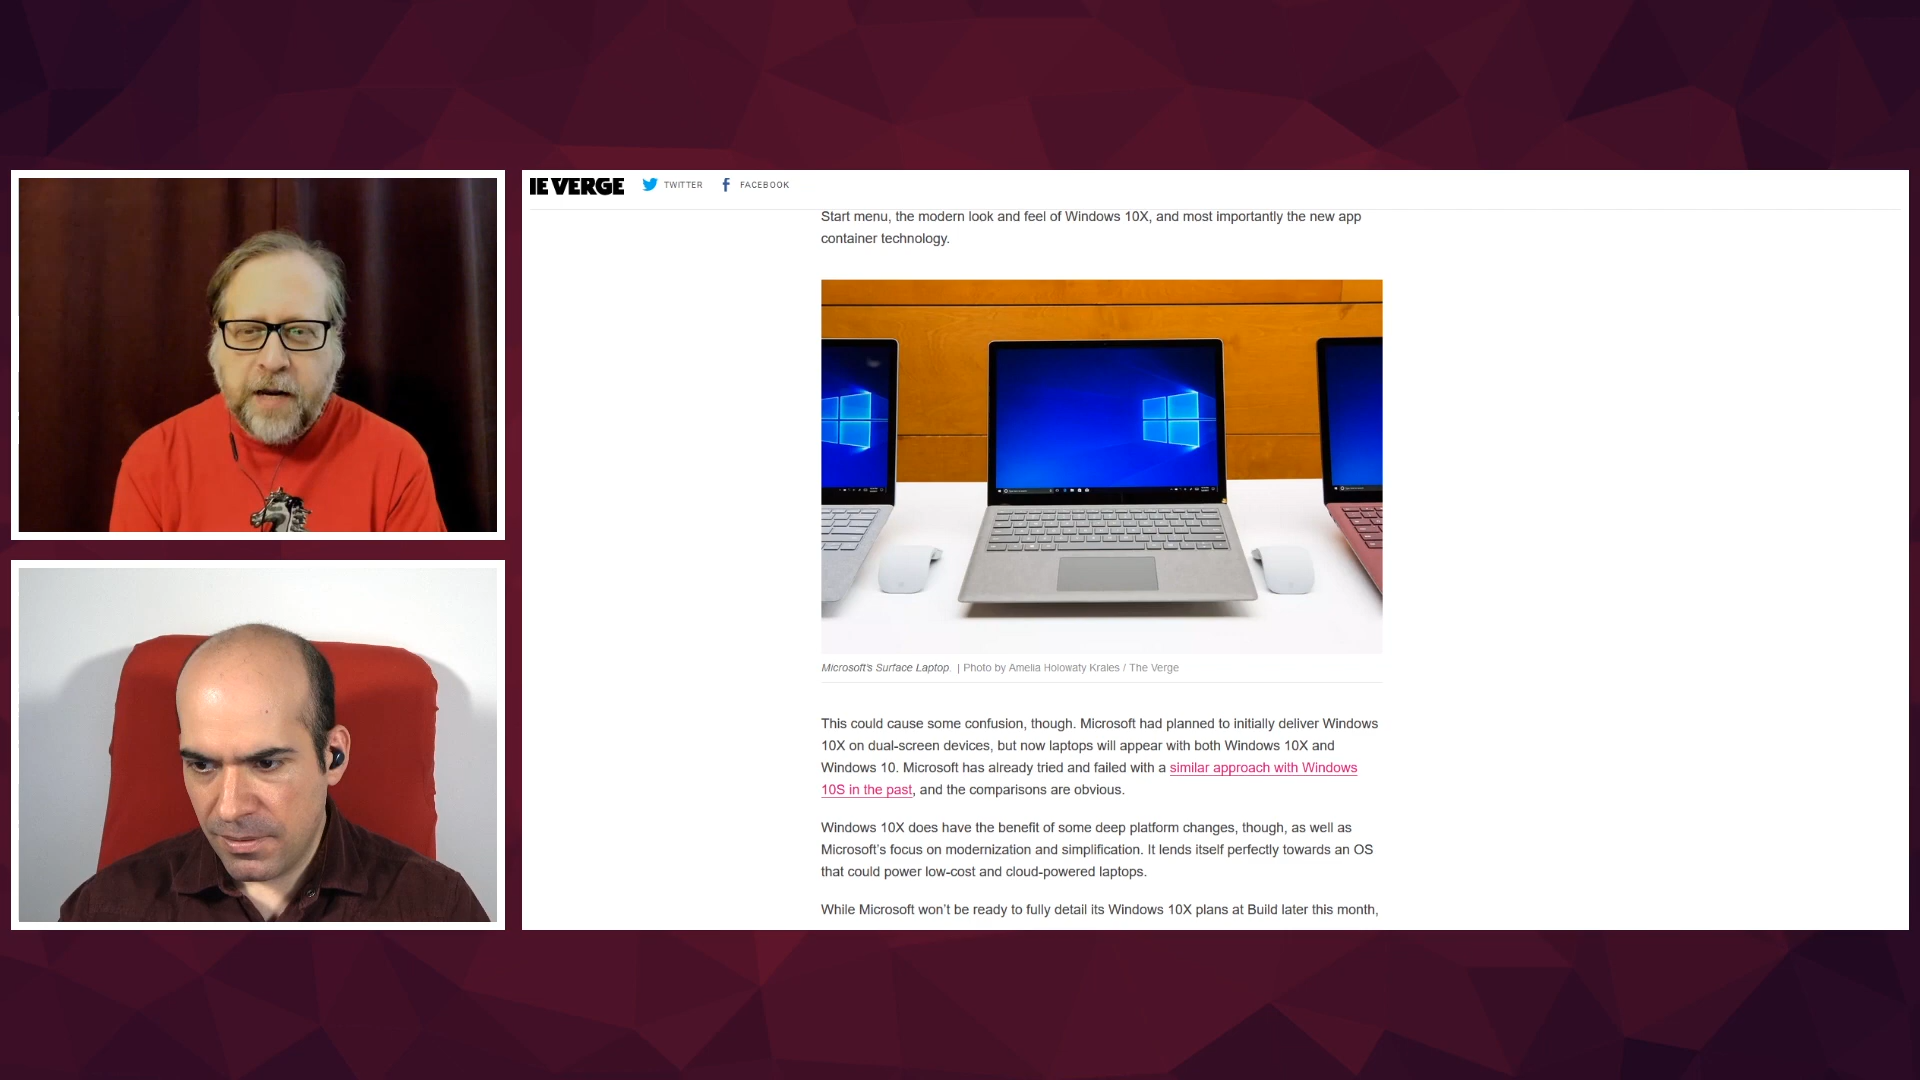 IE VERGE
TWITTER
FACEBOOK
Start menu, the modern look and feel of Windows 10X, and most importantly the new app
container technology.
Microsoft's Surface Laptop. | Photo by Amelia Holowaty Krales / The Verge
This could cause some confusion, though. Microsoft had planned to initially deliver Windows
10X on dual-screen devices, but now laptops will appear with both Windows 10X and
Windows 10. Microsoft has already tried and failed with a similar approach with Windows
10S in the past, and the comparisons are obvious.
Windows 10X does have the benefit of some deep platform changes, though, as well as
Microsoft's focus on modernization and simplification. It lends itself perfectly towards an OS
that could power low-cost and cloud-powered laptops.
While Microsoft won't be ready to fully detail its Windows 10X plans at Build later this month,